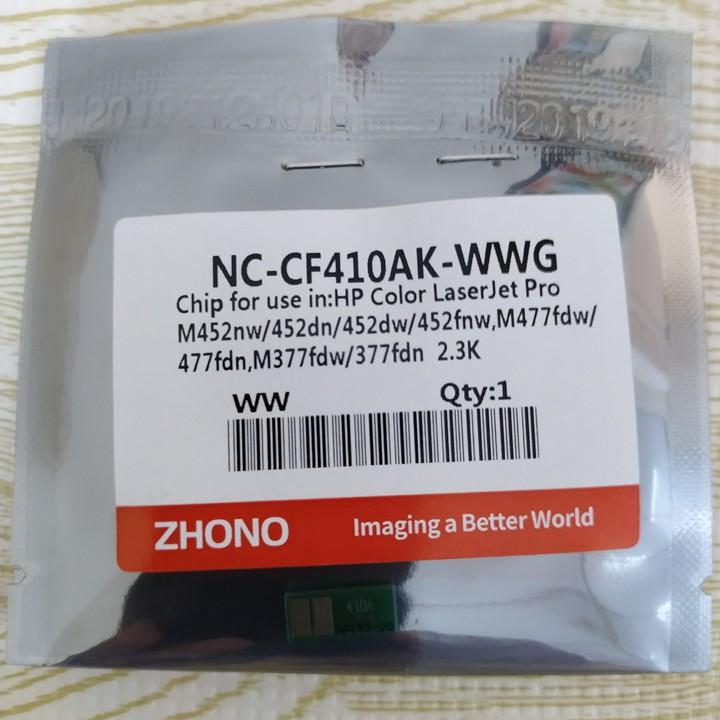 NC-CF410AK-WWG
Chip for use in:HP Color LaserJet Pro
M452nw/452dn/452dw/452fnw,M477fdw/
477fdn,M377fdw/377fdn 2.3K
WW Qty:1
ZHONO Imaging a Better World
410A